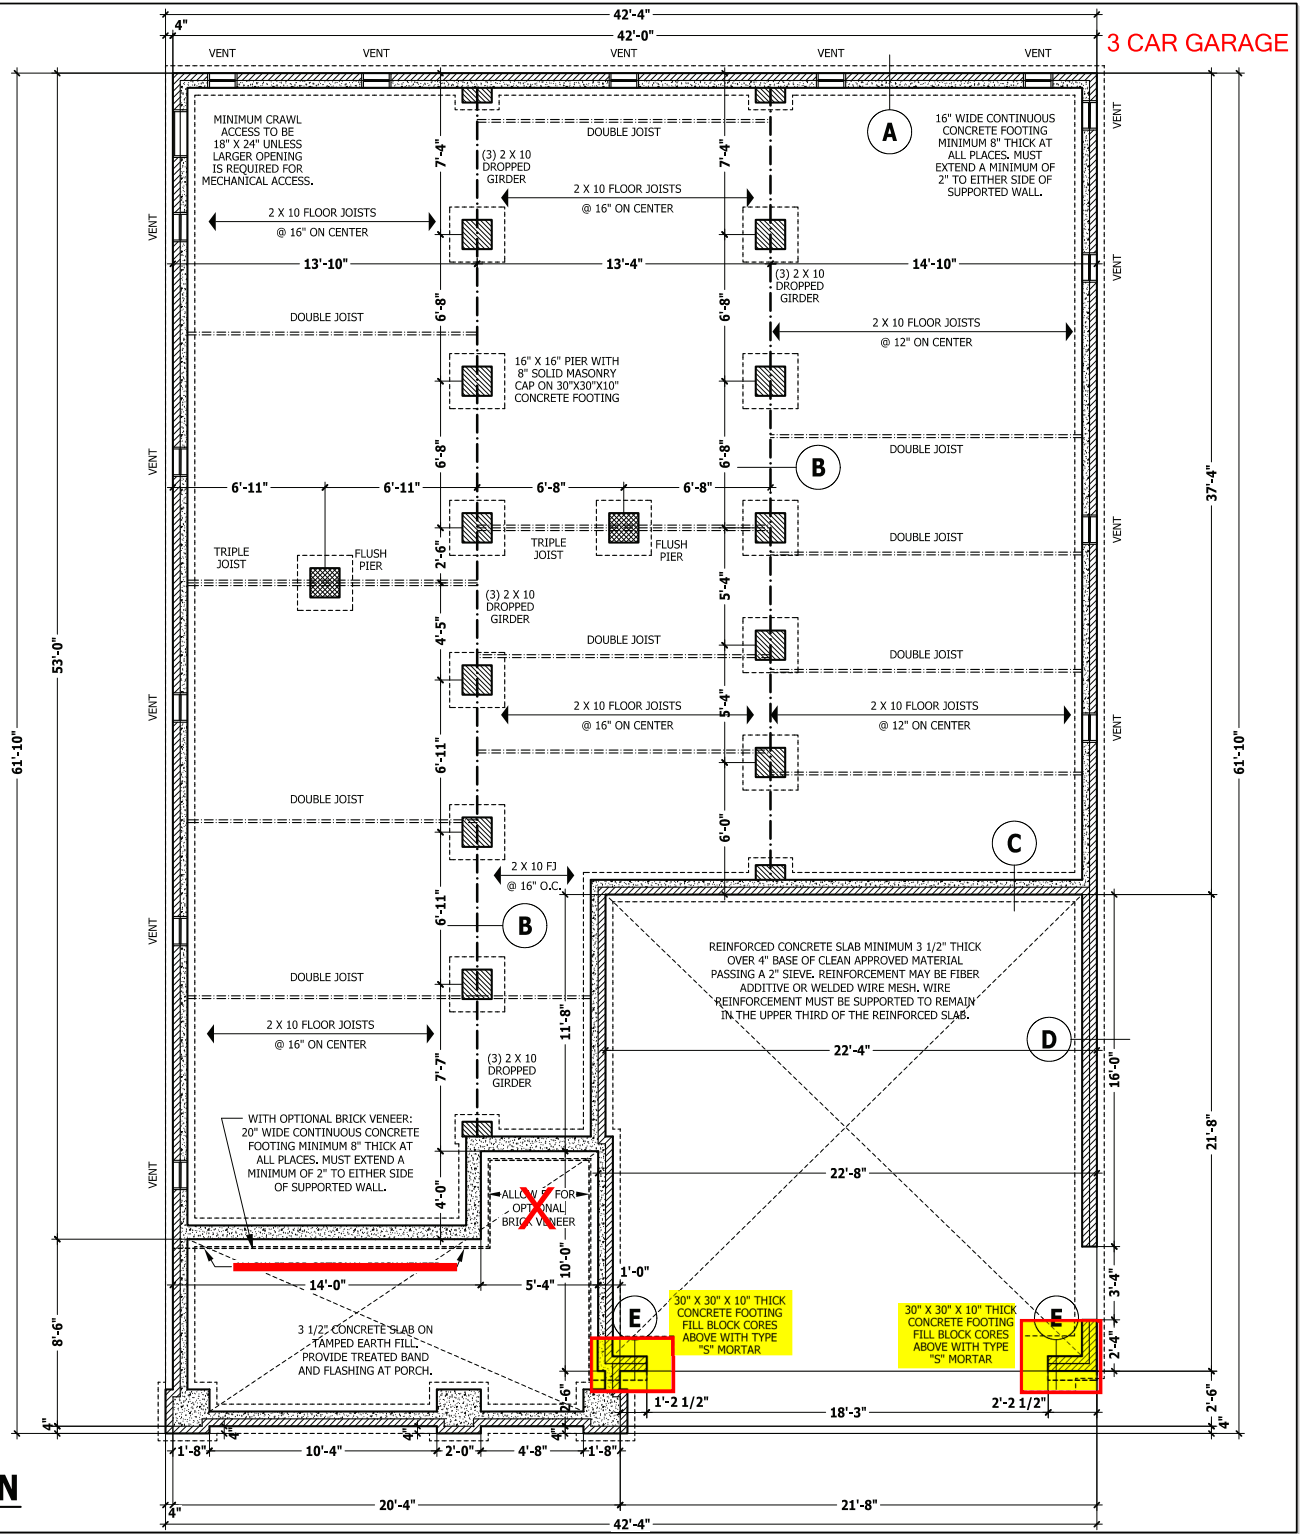 42'-4"
4"
42'-0"
3 CAR GARAGE
VENT
VENT
VENT
VENT
VENT
MINIMUM CRAWL
ACCESS TO BE
18" X 24" UNLESS
LARGER OPENING
IS REQUIRED FOR
MECHANICAL ACCESS.
7'-4"
DOUBLE JOIST
(3) 2 X 10
DROPPED
GIRDER
7'-4"
A
16" WIDE CONTINUOUS
CONCRETE FOOTING
MINIMUM 8" THICK AT
ALL PLACES. MUST
EXTEND A MINIMUM OF
2" TO EITHER SIDE OF
SUPPORTED WALL.
VENT
2 X 10 FLOOR JOISTS
@ 16" ON CENTER
2 X 10 FLOOR JOISTS
@ 16" ON CENTER
VENT
13'-10"
13'-4"
14'-10"
VENT
(3) 2 X 10
DROPPED
GIRDER
6'-8"
6'-8"
DOUBLE JOIST
2 X 10 FLOOR JOISTS
@ 12" ON CENTER
16" X 16" PIER WITH
8" SOLID MASONRY
CAP ON 30"X30"X10"
CONCRETE FOOTING
6'-8"
6'-8"
DOUBLE JOIST
VENT
B
37'-4"
6'-11"
6'-11"
6'-8"
6'-8"
TRIPLE
JOIST
FLUSH
PIER
2'-6"
TRIPLE
JOIST
FLUSH
PIER
DOUBLE JOIST
VENT
5'-4"
(3) 2 X 10
DROPPED
GIRDER
4'-5"
DOUBLE JOIST
DOUBLE JOIST
53'-0"
VENT
2 X 10 FLOOR JOISTS
@ 16" ON CENTER
5'-4"
2 X 10 FLOOR JOISTS
@ 12" ON CENTER
VENT
61'-10"
6'-11"
61'-10"
DOUBLE JOIST
6'-0"
C
2 X 10 FJ
@ 16" O.C.
6'-11"
B
VENT
REINFORCED CONCRETE SLAB MINIMUM 3 1/2" THICK
OVER 4" BASE OF CLEAN APPROVED MATERIAL
PASSING A 2" SIEVE. REINFORCEMENT MAY BE FIBER
ADDITIVE OR WELDED WIRE MESH. WIRE
REINFORCEMENT MUST BE SUPPORTED TO REMAIN
IN THE UPPER THIRD OF THE REINFORCED SLAB.
DOUBLE JOIST
11'-8"
2 X 10 FLOOR JOISTS
@ 16" ON CENTER
22'-4"
D
16'-0"
7'-7"
(3) 2 X 10
DROPPED
GIRDER
WITH OPTIONAL BRICK VENEER:
20" WIDE CONTINUOUS CONCRETE
FOOTING MINIMUM 8" THICK AT
ALL PLACES. MUST EXTEND A
MINIMUM OF 2" TO EITHER SIDE
OF SUPPORTED WALL.
21'-8"
VENT
22'-8"
4'-0"
ALLOW FOR
OPTIONAL
BRICK VENEER
X
10'-0"
14'-0"
5'-4"
1'-0"
3'-4"
8'-6"
3 1/2" CONCRETE SLAB ON
TAMPED EARTH FILL.
PROVIDE TREATED BAND
AND FLASHING AT PORCH.
E
30" X 30" X 10" THICK
CONCRETE FOOTING
FILL BLOCK CORES
ABOVE WITH TYPE
"S" MORTAR
30" X 30" X 10" THICK
CONCRETE FOOTING
FILL BLOCK CORES
ABOVE WITH TYPE
"S" MORTAR
E
2'-4"
2'-6"
1'-2 1/2"
18'-3"
2'-2 1/2"
2'-6"
4"
4"
4"
4"
4"
1'-8"
10'-4"
2'-0"
4'-8"
1'-8"
N
4"
20'-4"
21'-8"
42'-4"